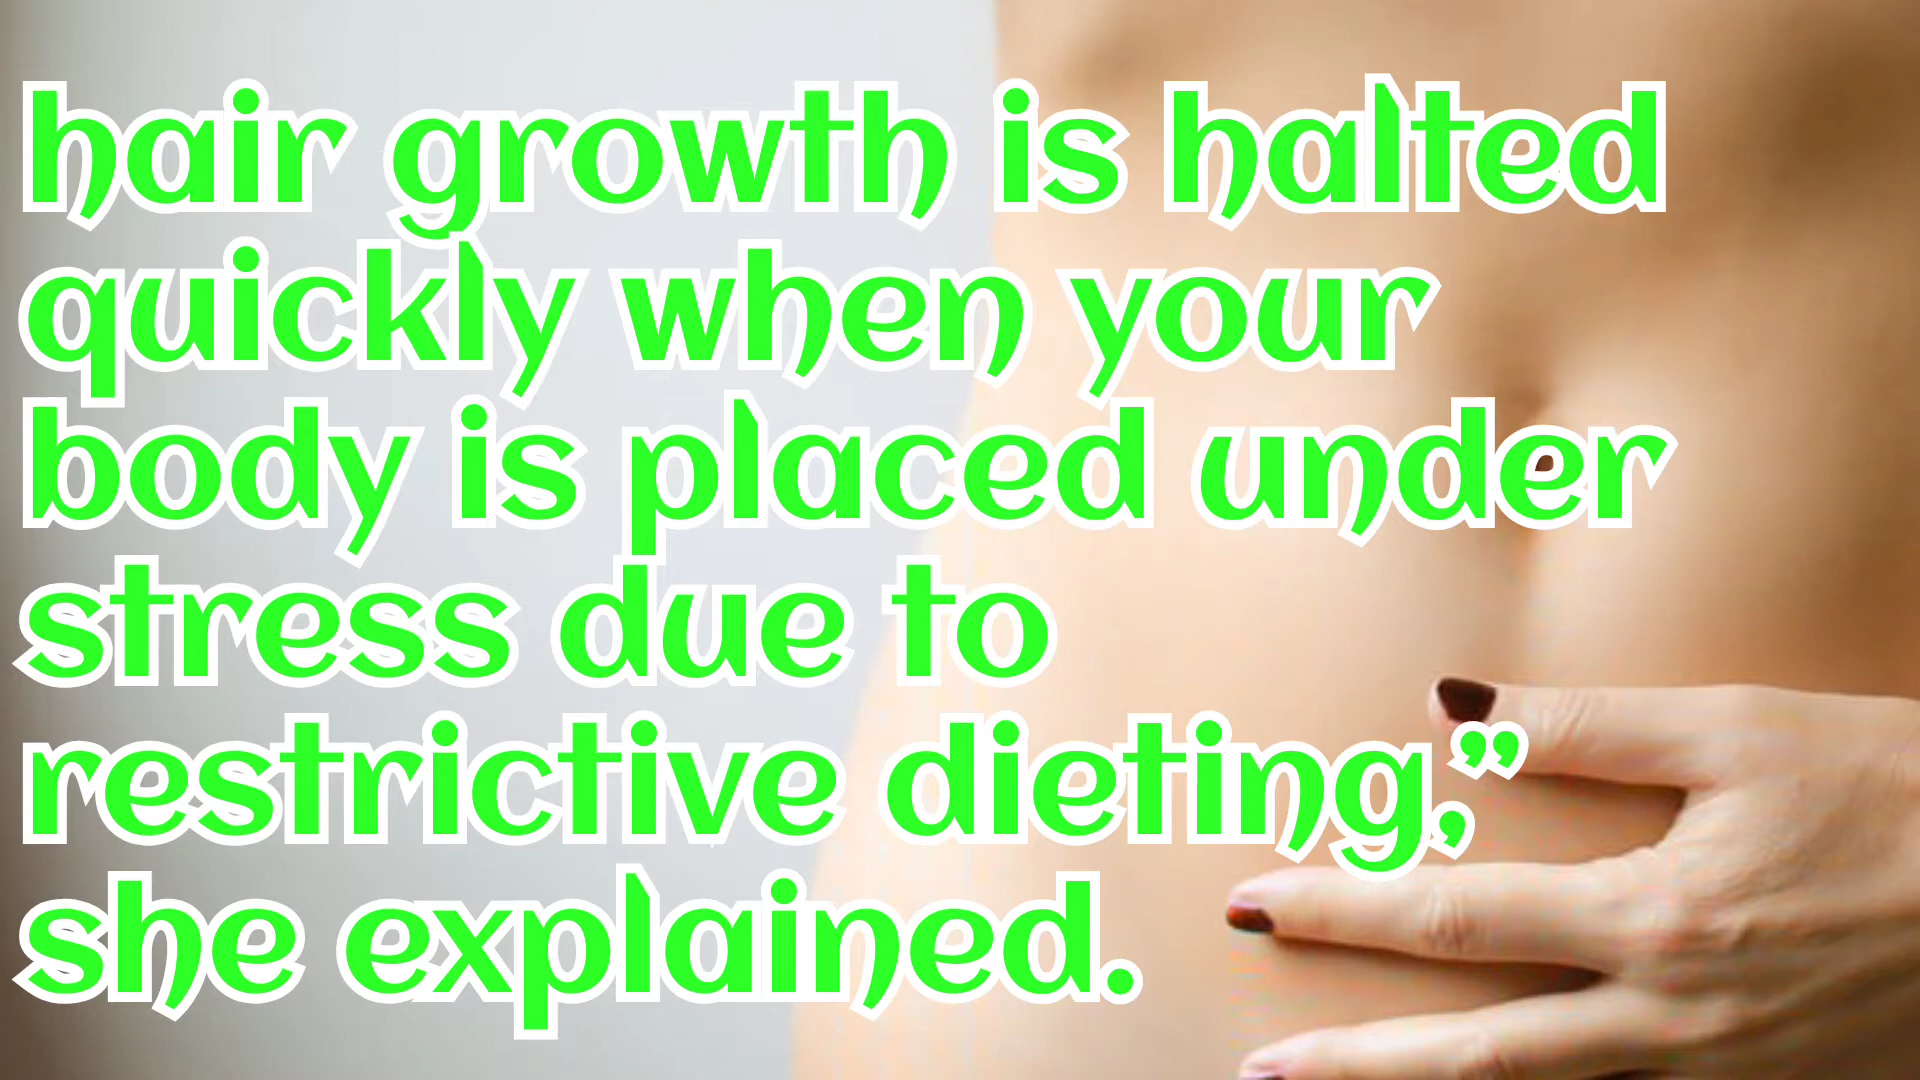 hair growth is halted
quickly when your
body is placed under
stress due to
restrictive dieting,”
she explained.